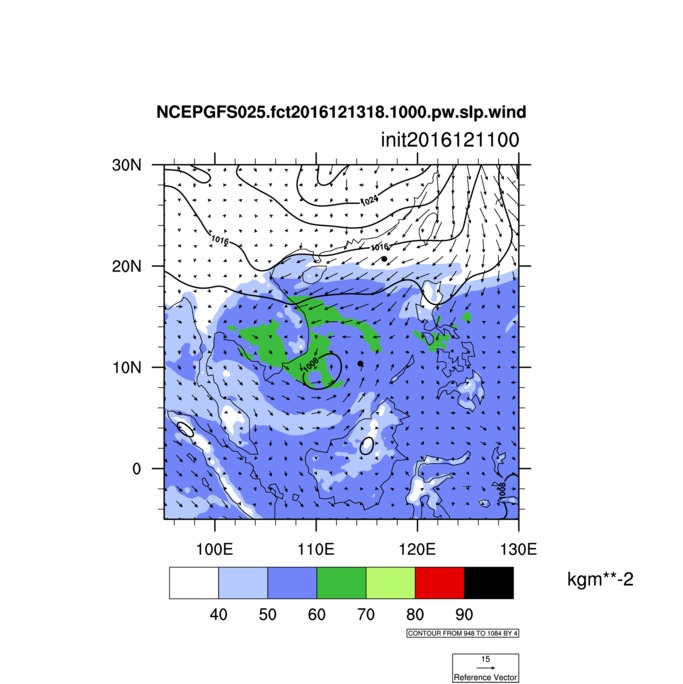 NCEPGFS025.fct2016121318.1000.pw.slp.wind
init2016121100
30N
1024
1016
1016
20N
10N
1008
0
1008
100E 110E 120E 130E
kgm**-2
40 50 60 70 80 90
CONTOUR FROM 948 TO 1084 BY 4
15
Reference Vector